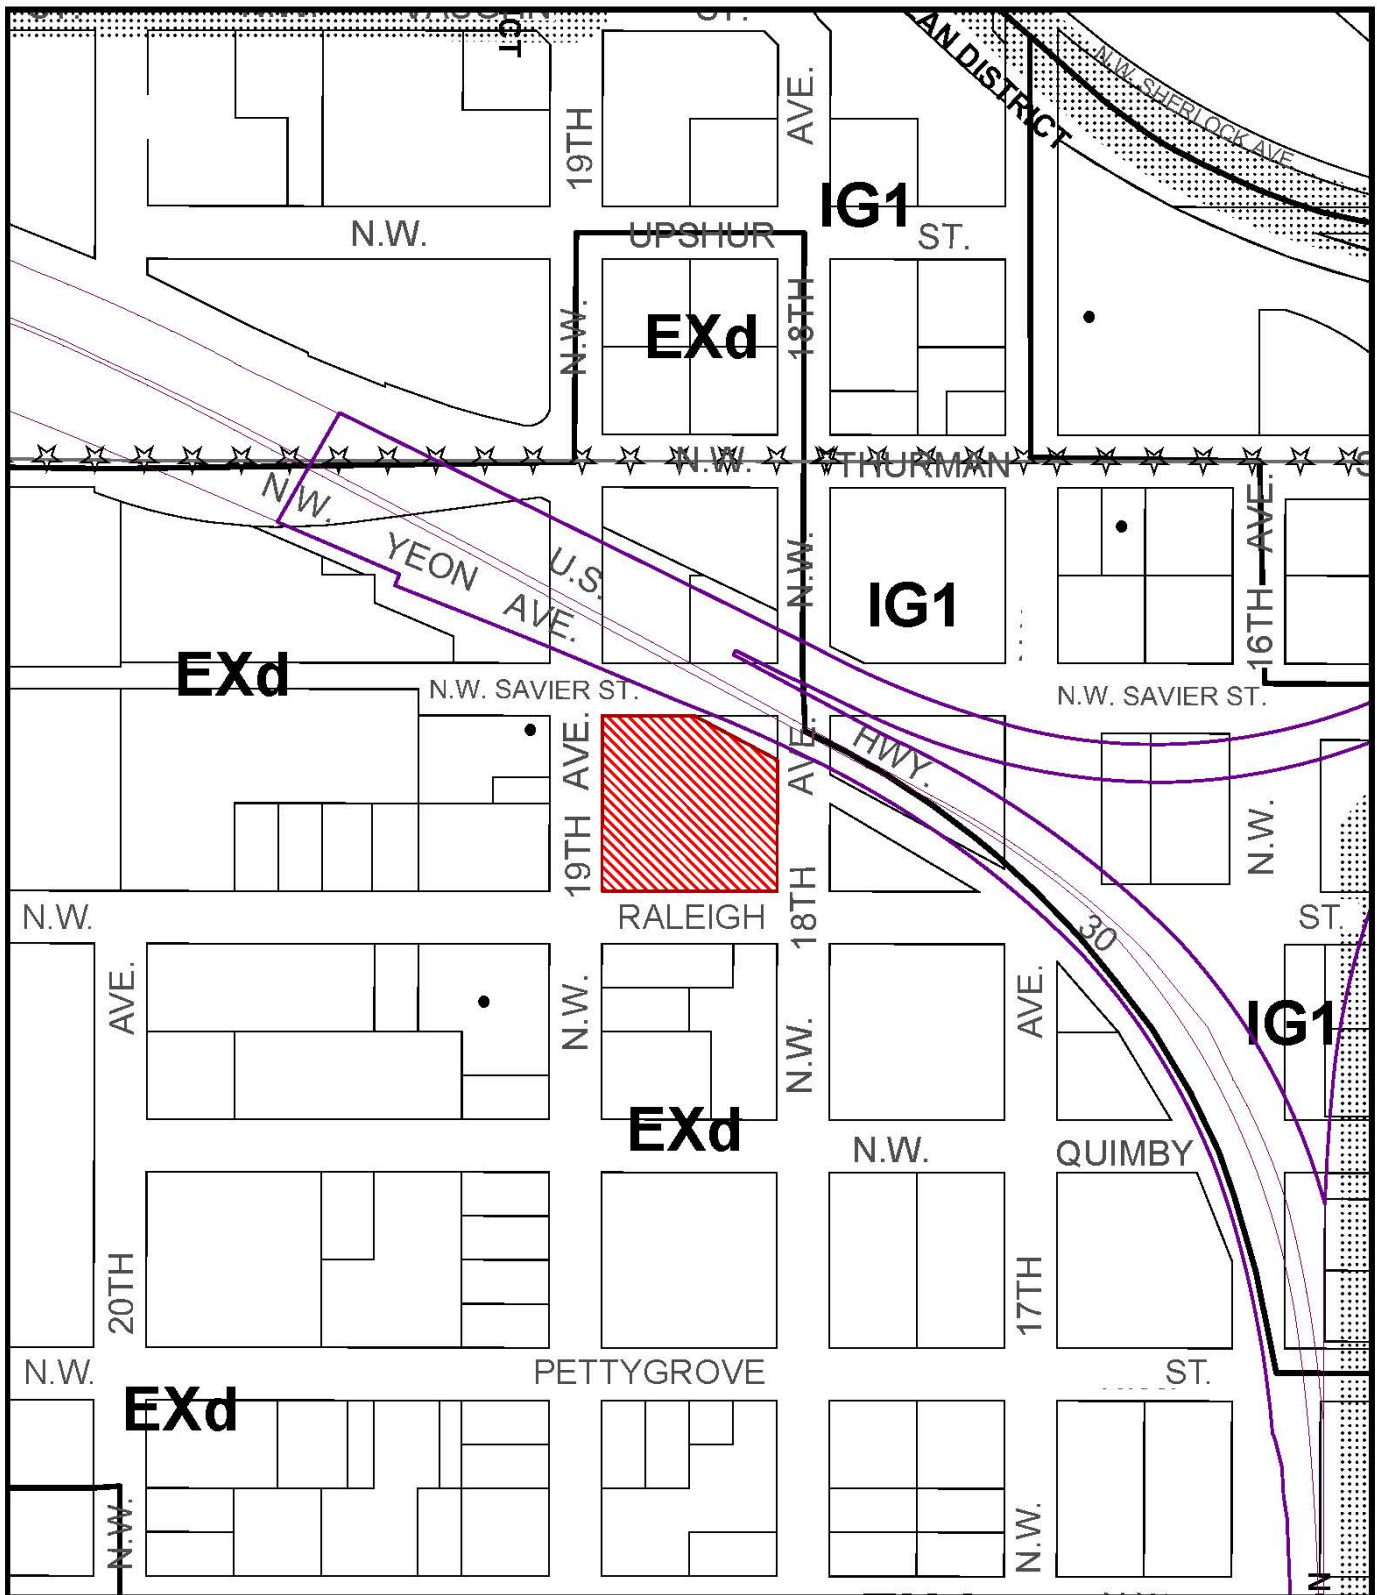 N.W. VAUGHN ST.
AN DISTRICT
N.W. SHERLOCK AVE.
19TH
AVE.
IG1
N.W. UPSHUR ST.
N.W.
EXd
18TH
N.W. THURMAN
N.W.
YEON
AVE.
U.S.
N.W.
IG1
16TH AVE.
EXd
N.W. SAVIER ST.
N.W. SAVIER ST.
19TH AVE.
AVE.
HWY.
N.W.
18TH
N.W. RALEIGH ST.
30
AVE.
N.W.
N.W.
AVE.
IG1
EXd
N.W. QUIMBY
20TH
17TH
N.W. PETTYGROVE ST.
EXd
N.W.
N.W.